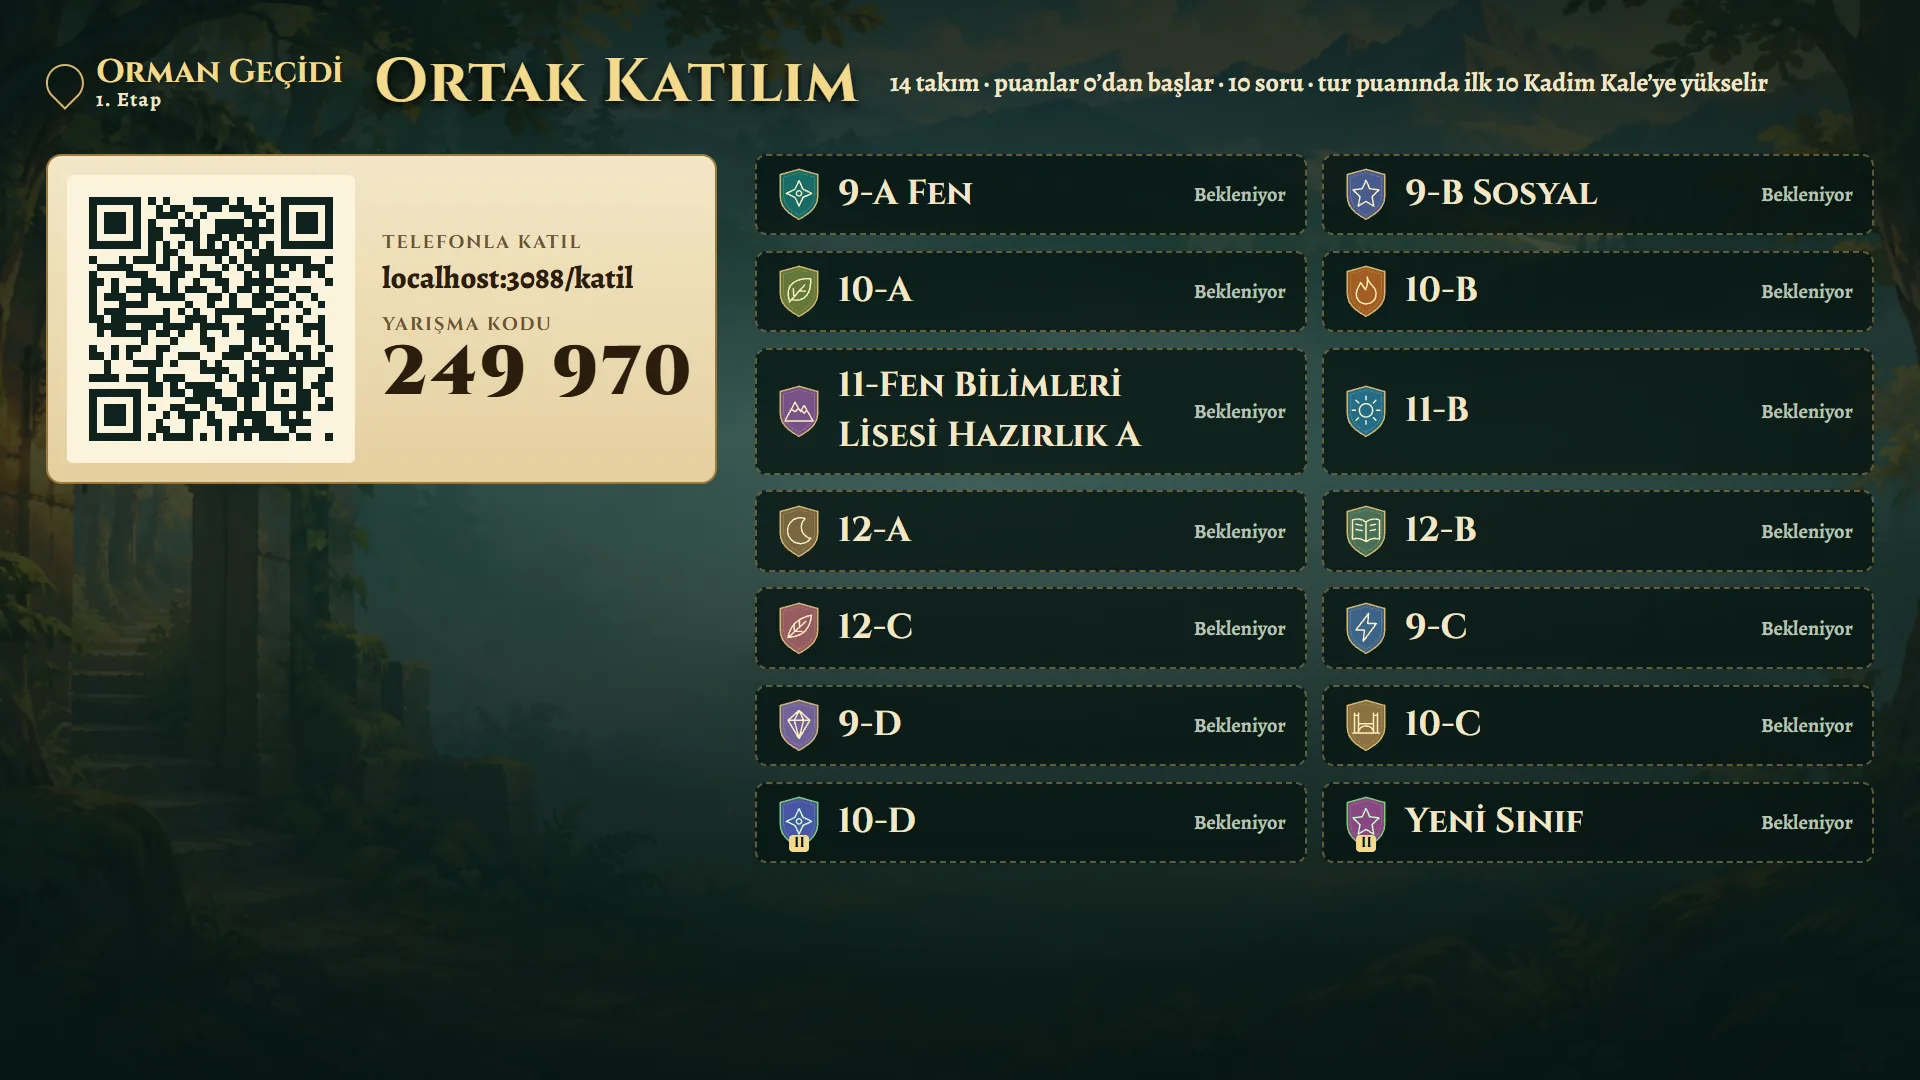 Orman Geçidi
1. Etap
Ortak Katılım
14 takım · puanlar 0’dan başlar · 10 soru · tur puanında ilk 10 Kadim Kale’ye yükselir
TELEFONLA KATIL
localhost:3088/katil
YARIŞMA KODU
249 970
9-A Fen
Bekleniyor
9-B Sosyal
Bekleniyor
10-A
Bekleniyor
10-B
Bekleniyor
11-Fen Bilimleri
Lisesi Hazırlık A
Bekleniyor
11-B
Bekleniyor
12-A
Bekleniyor
12-B
Bekleniyor
12-C
Bekleniyor
9-C
Bekleniyor
9-D
Bekleniyor
10-C
Bekleniyor
II
10-D
Bekleniyor
II
Yeni Sınıf
Bekleniyor